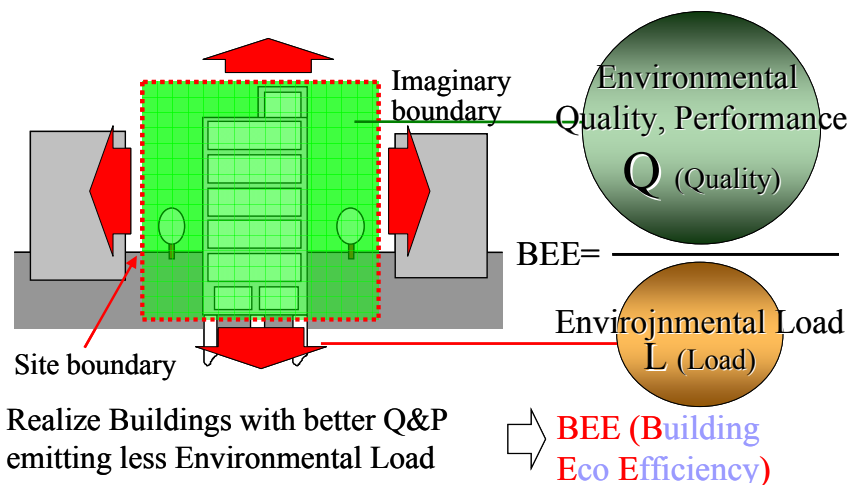 Imaginary
boundary
Environmental
Quality, Performance
Q (Quality)
BEE=
Envirojnmental Load
L (Load)
Site boundary
Realize Buildings with better Q&P
emitting less Environmental Load
BEE (Building
Eco Efficiency)